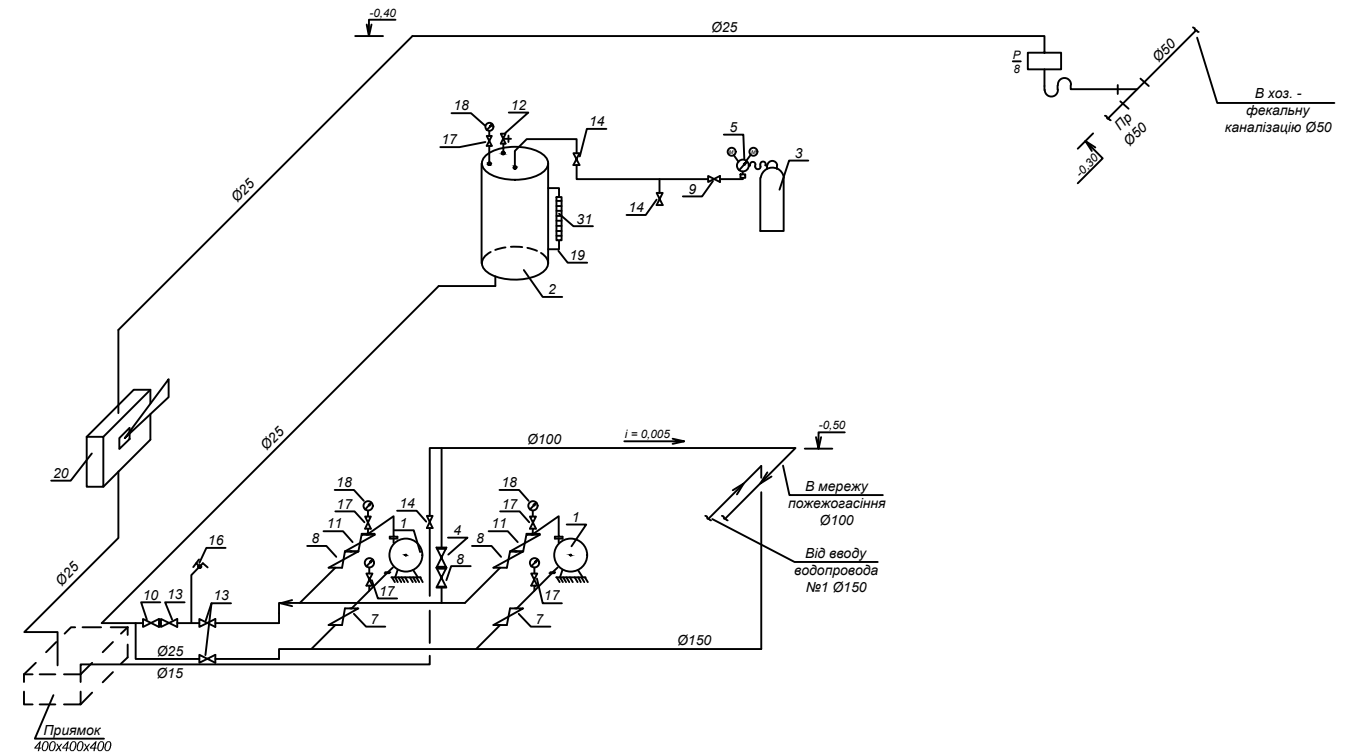 -0,40
Ø25
Р
8
Ø50
В хоз. -
фекальну
каналізацію Ø50
Пр
Ø50
-0,30
18
12
17
14
5
3
14
9
31
19
2
Ø25
Ø25
20
Ø100
i = 0,005
-0,50
В мережу
пожежогасіння
Ø100
Від вводу
водопровода
№1 Ø150
18
17
11
8
1
14
4
8
18
17
11
8
1
17
7
17
7
16
Ø25
10
13
13
Ø25
Ø15
Ø150
Приямок
400х400х400